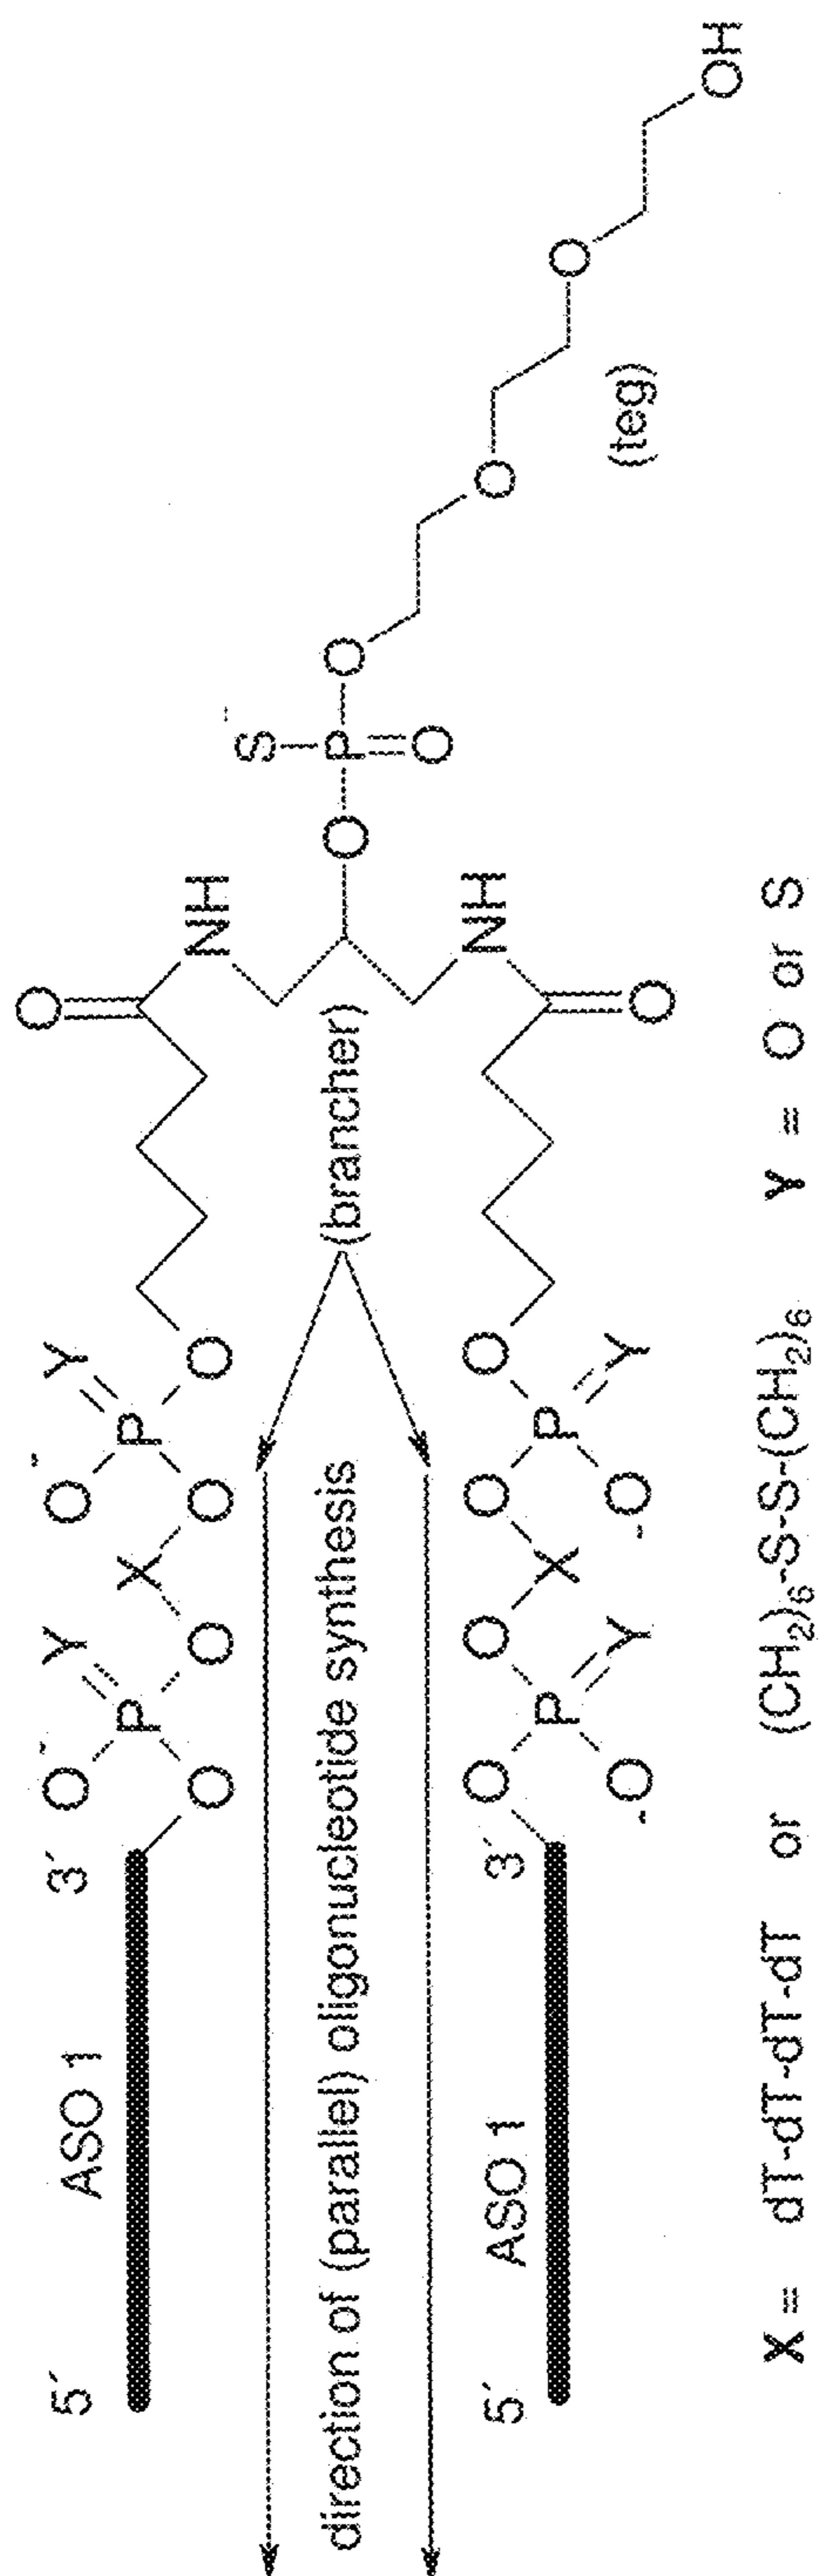 O
5´ ASO 1 3´ O⁻ Y O⁻ Y
P X P
O O O O NH
S⁻
direction of (parallel) oligonucleotide synthesis (brancher) O P O
O
5´ ASO 1 3´ O O O O NH O
P X P O
-O Y -O Y O (teg)
OH
X = dT-dT-dT-dT or (CH₂)₆-S-S-(CH₂)₆ Y = O or S